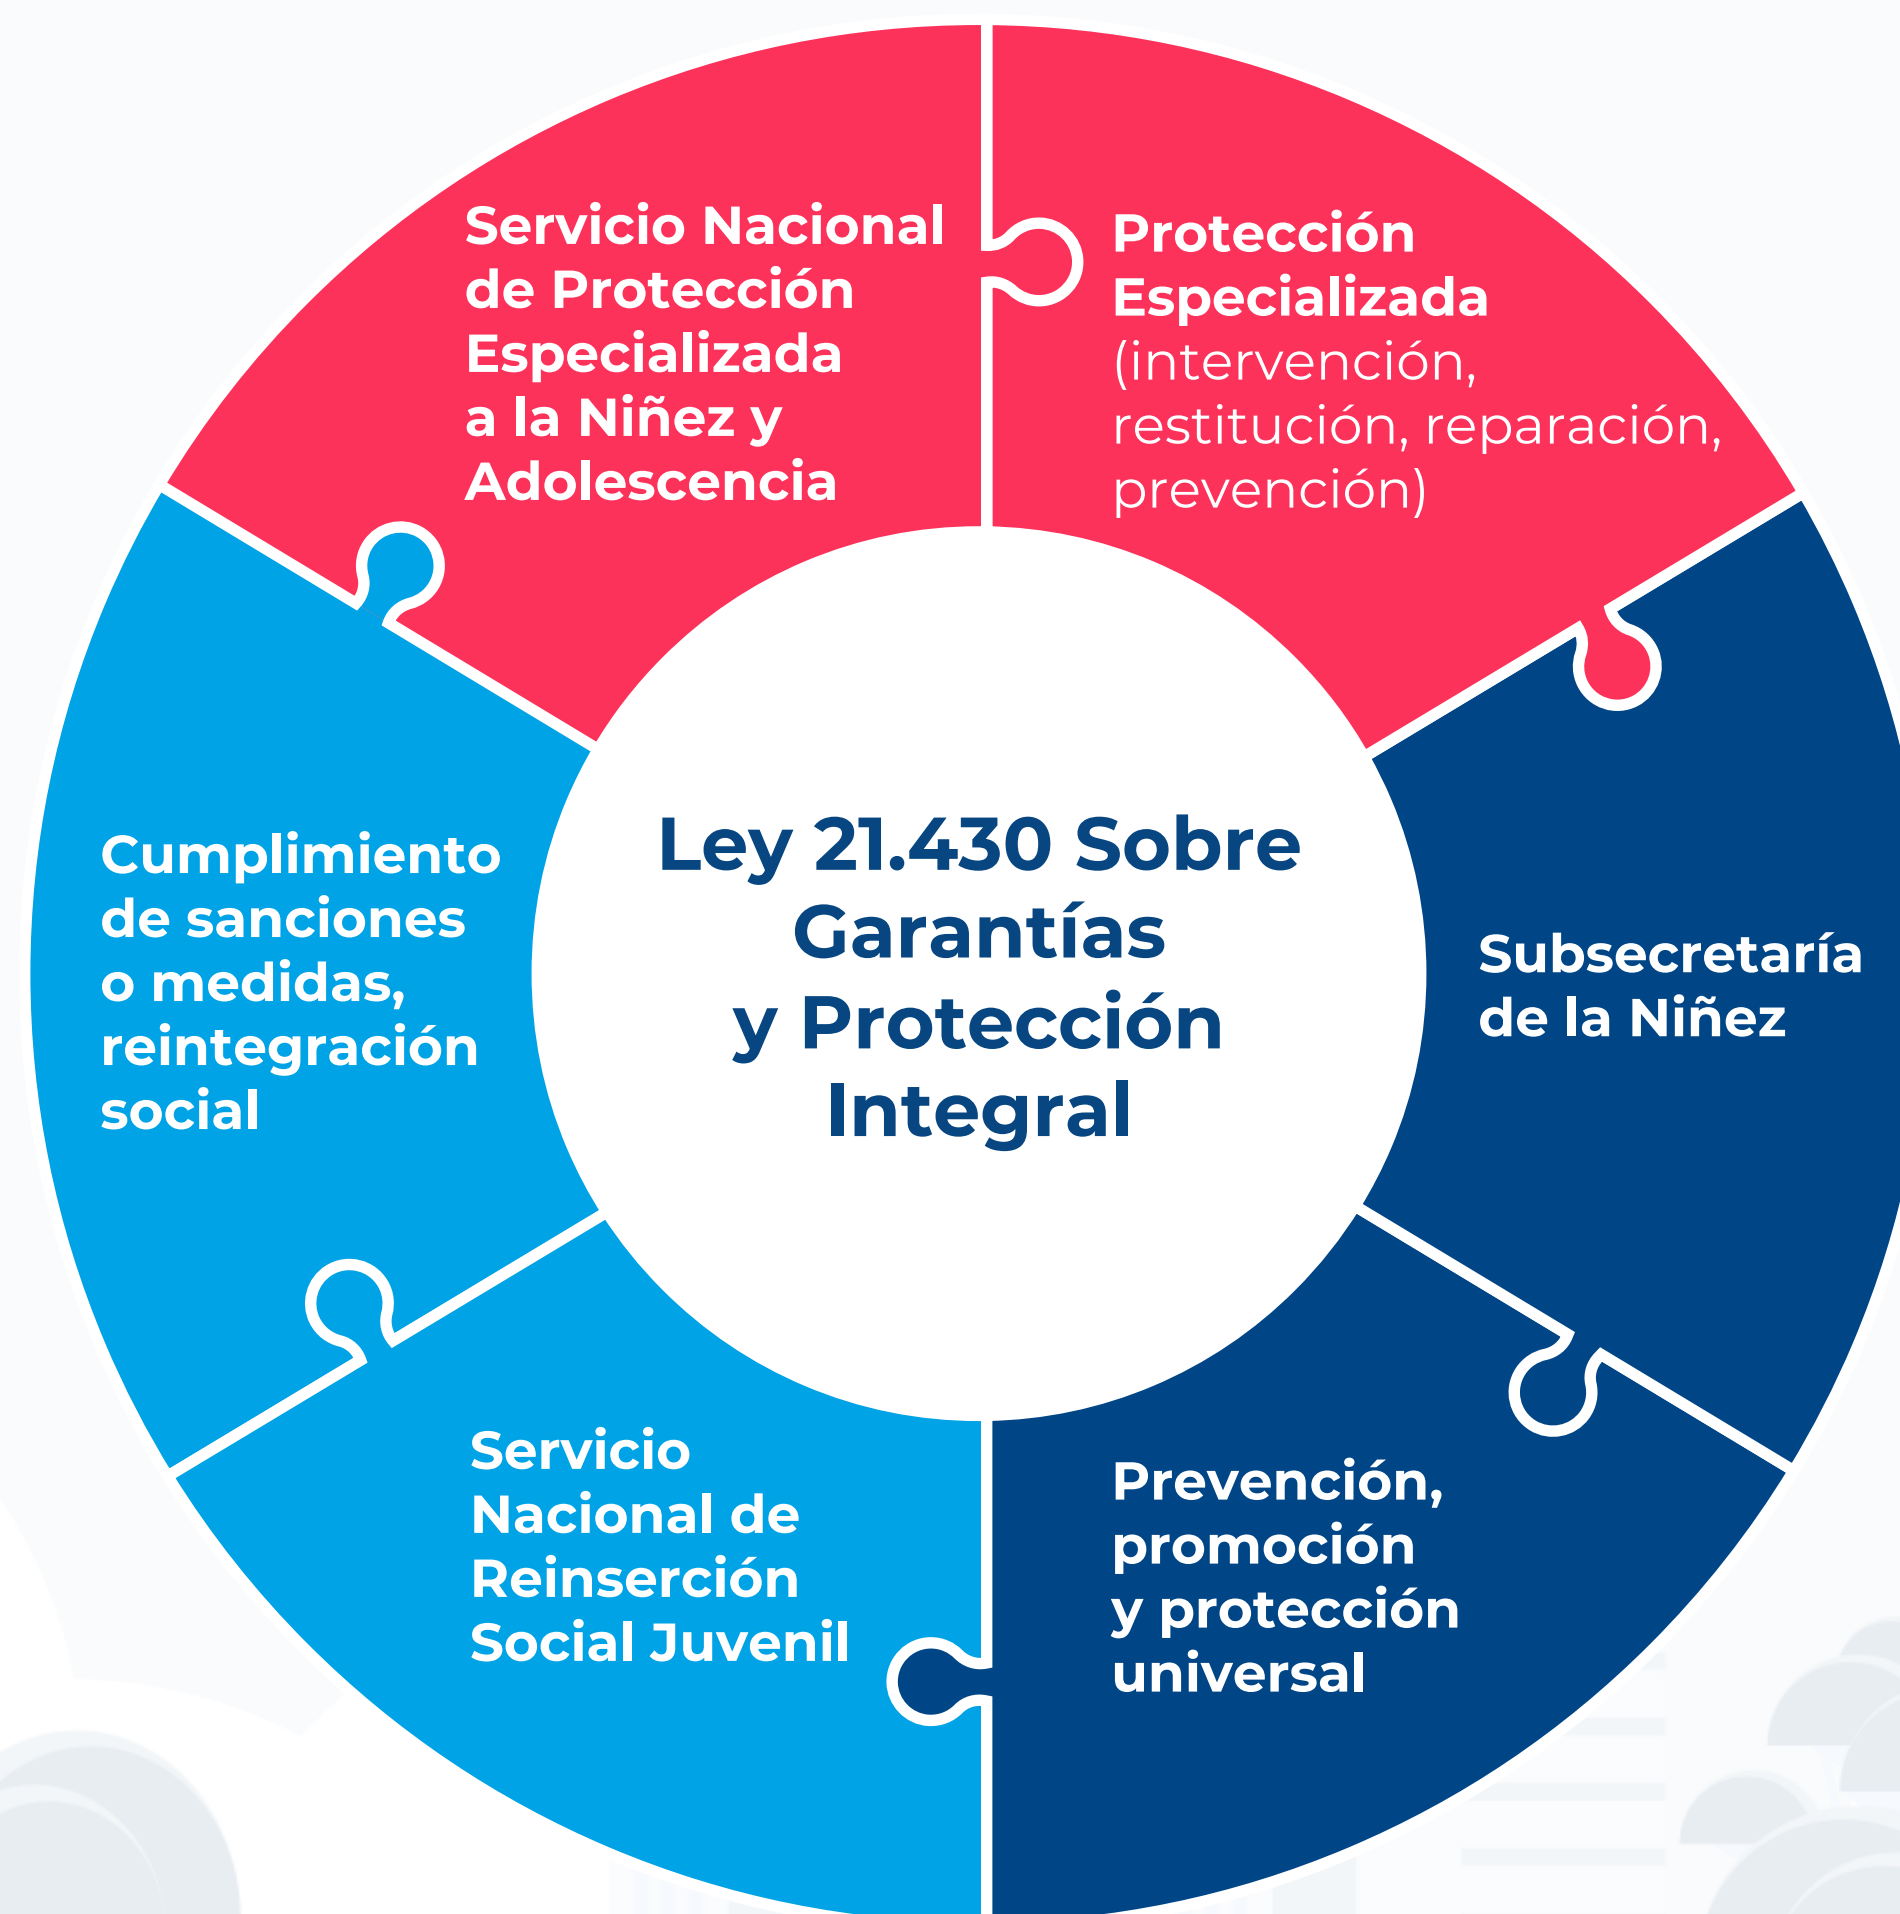 Servicio Nacional
de Protección
Especializada
a la Niñez y
Adolescencia
Protección
Especializada
(intervención,
restitución, reparación,
prevención)
Cumplimiento
de sanciones
o medidas,
reintegración
social
Ley 21.430 Sobre
Garantías
y Protección
Integral
Subsecretaría
de la Niñez
Servicio
Nacional de
Reinserción
Social Juvenil
Prevención,
promoción
y protección
universal